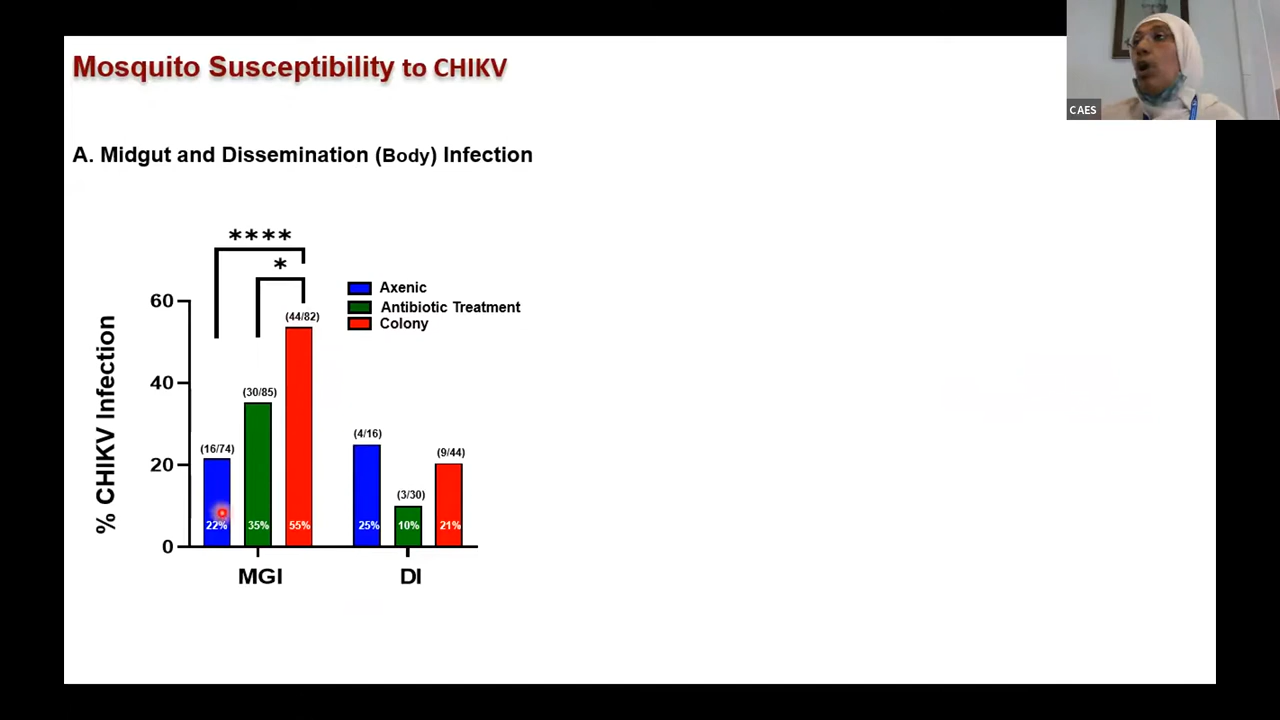 Mosquito Susceptibility to CHIKV
CAES
A. Midgut and Dissemination (Body) Infection
****
*
Axenic
Antibiotic Treatment
Colony
% CHIKV Infection
60
40
20
0
(16/74)
(30/85)
(44/82)
(4/16)
(3/30)
(9/44)
22%
35%
55%
25%
10%
21%
MGI
DI